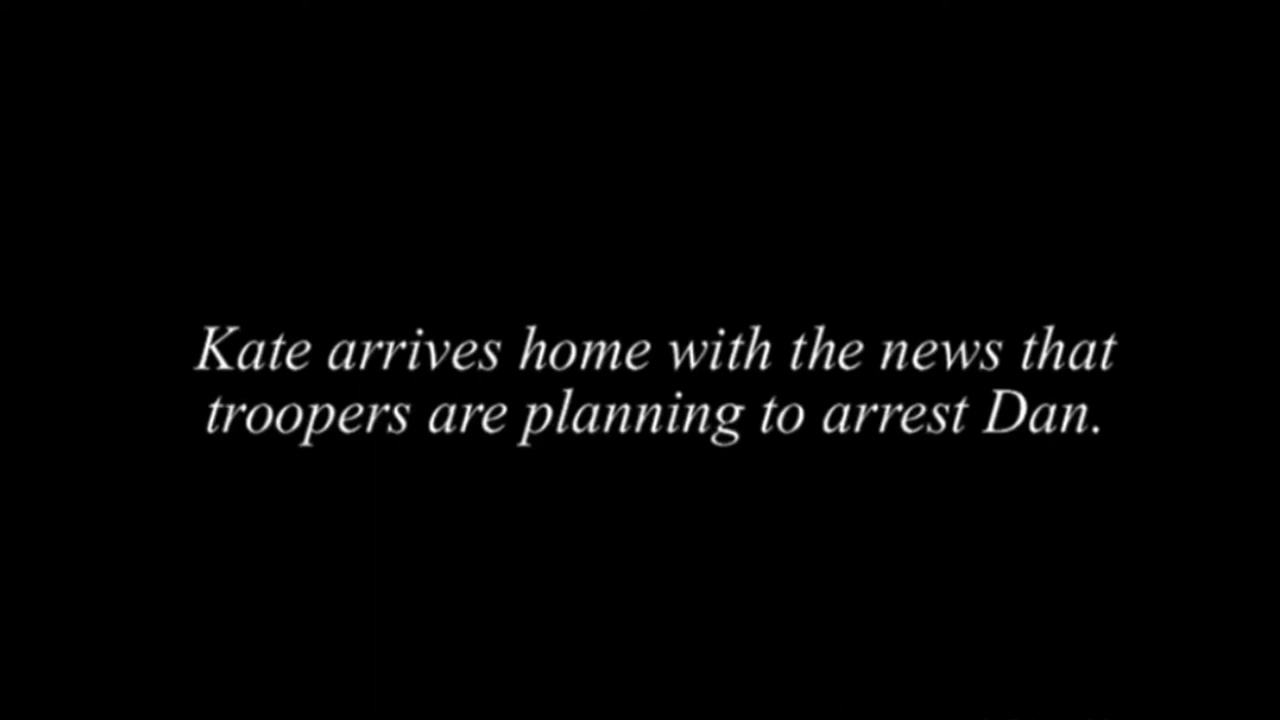 Kate arrives home with the news that
troopers are planning to arrest Dan.